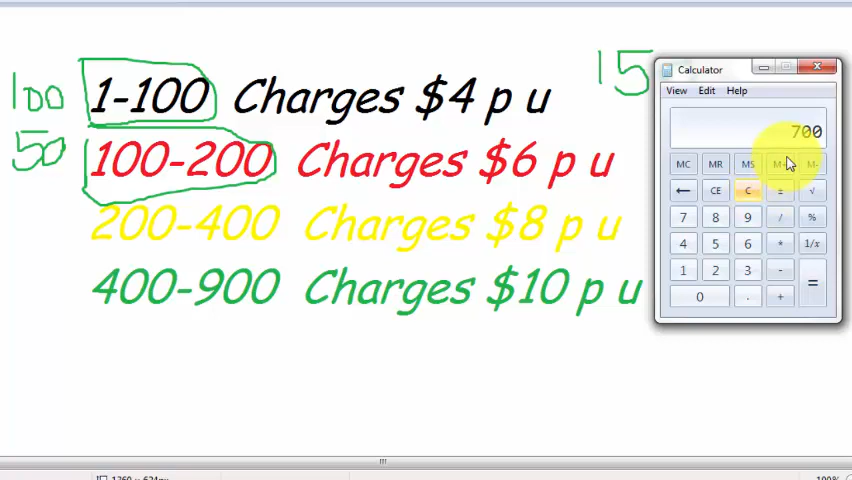 100 1-100 Charges $4 p u 15
50 100-200 Charges $6 p u
200-400 Charges $8 p u
400-900 Charges $10 p u
Calculator
View Edit Help
700
MC MR MS M+ M-
← CE C ± √
7 8 9 / %
4 5 6 * 1/x
1 2 3 - =
0 . +